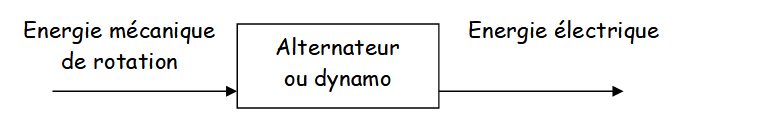 Energie mécanique
de rotation
Alternateur
ou dynamo
Energie électrique